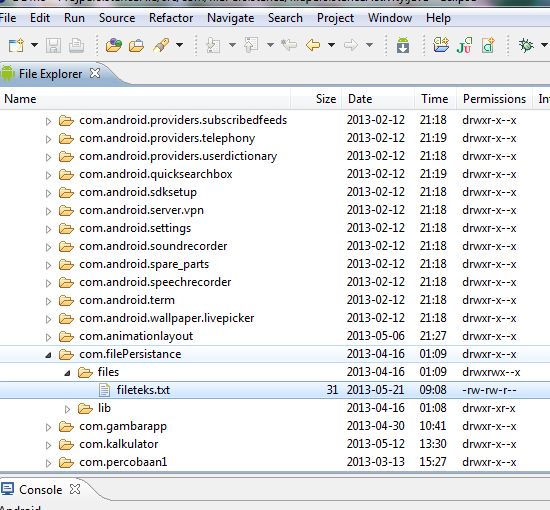 File Edit Run Source Refactor Navigate Search Project Window Help
File Explorer
Name Size Date Time Permissions
com.android.providers.subscribedfeeds 2013-02-12 21:18 drwxr-x--x
com.android.providers.telephony 2013-02-12 21:19 drwxr-x--x
com.android.providers.userdictionary 2013-02-12 21:18 drwxr-x--x
com.android.quicksearchbox 2013-02-12 21:19 drwxr-x--x
com.android.sdksetup 2013-02-12 21:18 drwxr-x--x
com.android.server.vpn 2013-02-12 21:18 drwxr-x--x
com.android.settings 2013-02-12 21:18 drwxr-x--x
com.android.soundrecorder 2013-02-12 21:18 drwxr-x--x
com.android.spare_parts 2013-02-12 21:18 drwxr-x--x
com.android.speechrecorder 2013-02-12 21:18 drwxr-x--x
com.android.term 2013-02-12 21:18 drwxr-x--x
com.android.wallpaper.livepicker 2013-02-12 21:18 drwxr-x--x
com.animationlayout 2013-05-06 21:27 drwxr-x--x
com.filePersistance 2013-04-16 01:09 drwxr-x--x
files 2013-04-16 01:09 drwxrwx--x
fileteks.txt 31 2013-05-21 09:08 -rw-rw-r--
lib 2013-04-16 01:08 drwxr-xr-x
com.gambarapp 2013-04-30 10:41 drwxr-x--x
com.kalkulator 2013-05-12 13:30 drwxr-x--x
com.percobaan1 2013-03-13 15:27 drwxr-x--x
Console